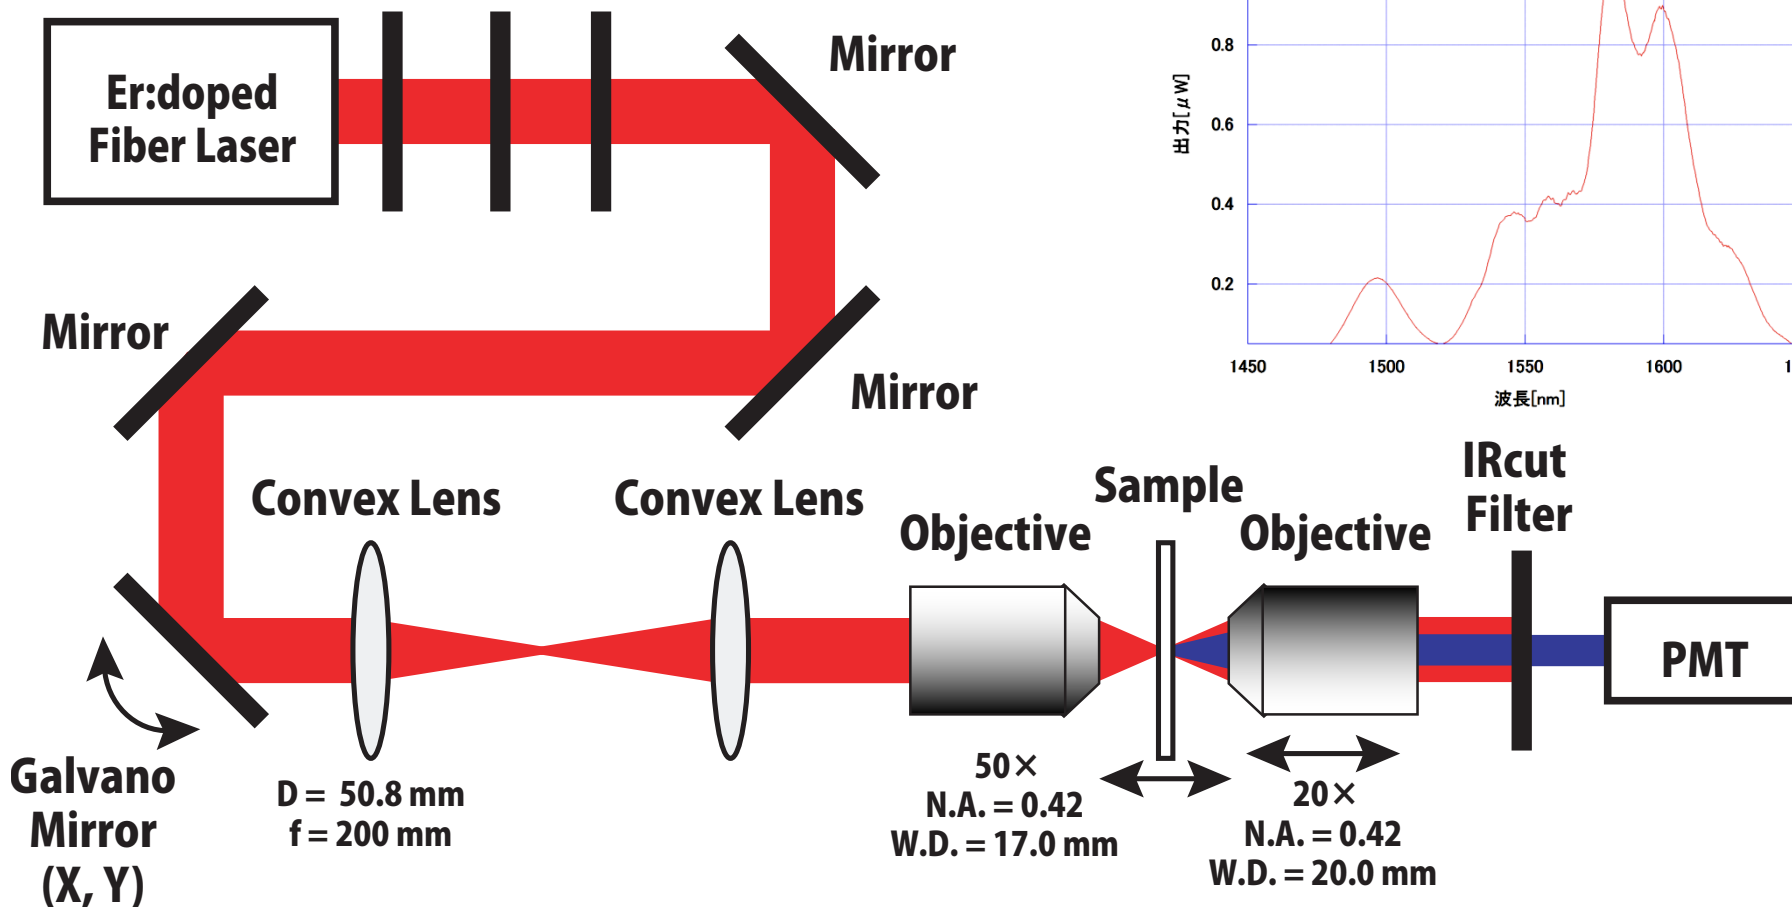 Er:doped
Fiber Laser
Mirror
Mirror
Mirror
出力[μW]
0.8
0.6
0.4
0.2
1450
1500
1550
1600
波長[nm]
Convex Lens
Convex Lens
Objective
Sample
Objective
IRcut
Filter
PMT
Galvano
Mirror
(X, Y)
D = 50.8 mm
f = 200 mm
50×
N.A. = 0.42
W.D. = 17.0 mm
20×
N.A. = 0.42
W.D. = 20.0 mm